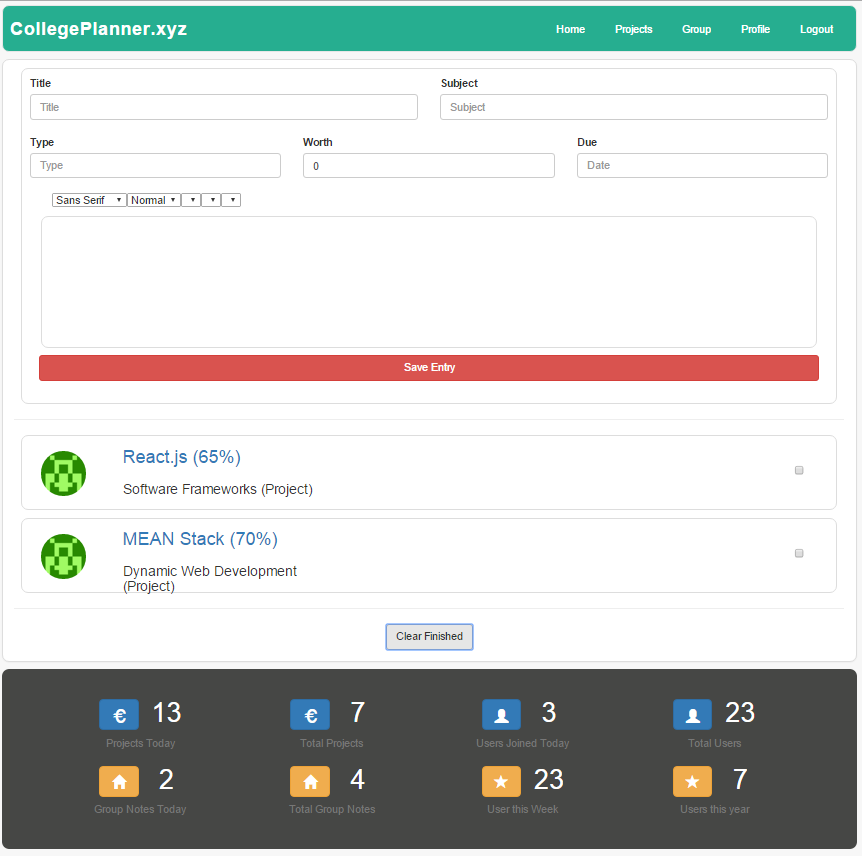 CollegePlanner.xyz Home Projects Group Profile Logout
Title Subject
Title Subject
Type Worth Due
Type 0 Date
Sans Serif Normal
Save Entry
React.js (65%)
Software Frameworks (Project)
MEAN Stack (70%)
Dynamic Web Development
(Project)
Clear Finished
€ 13 € 7 3 23
Projects Today Total Projects Users Joined Today Total Users
2 4 23 7
Group Notes Today Total Group Notes User this Week Users this year